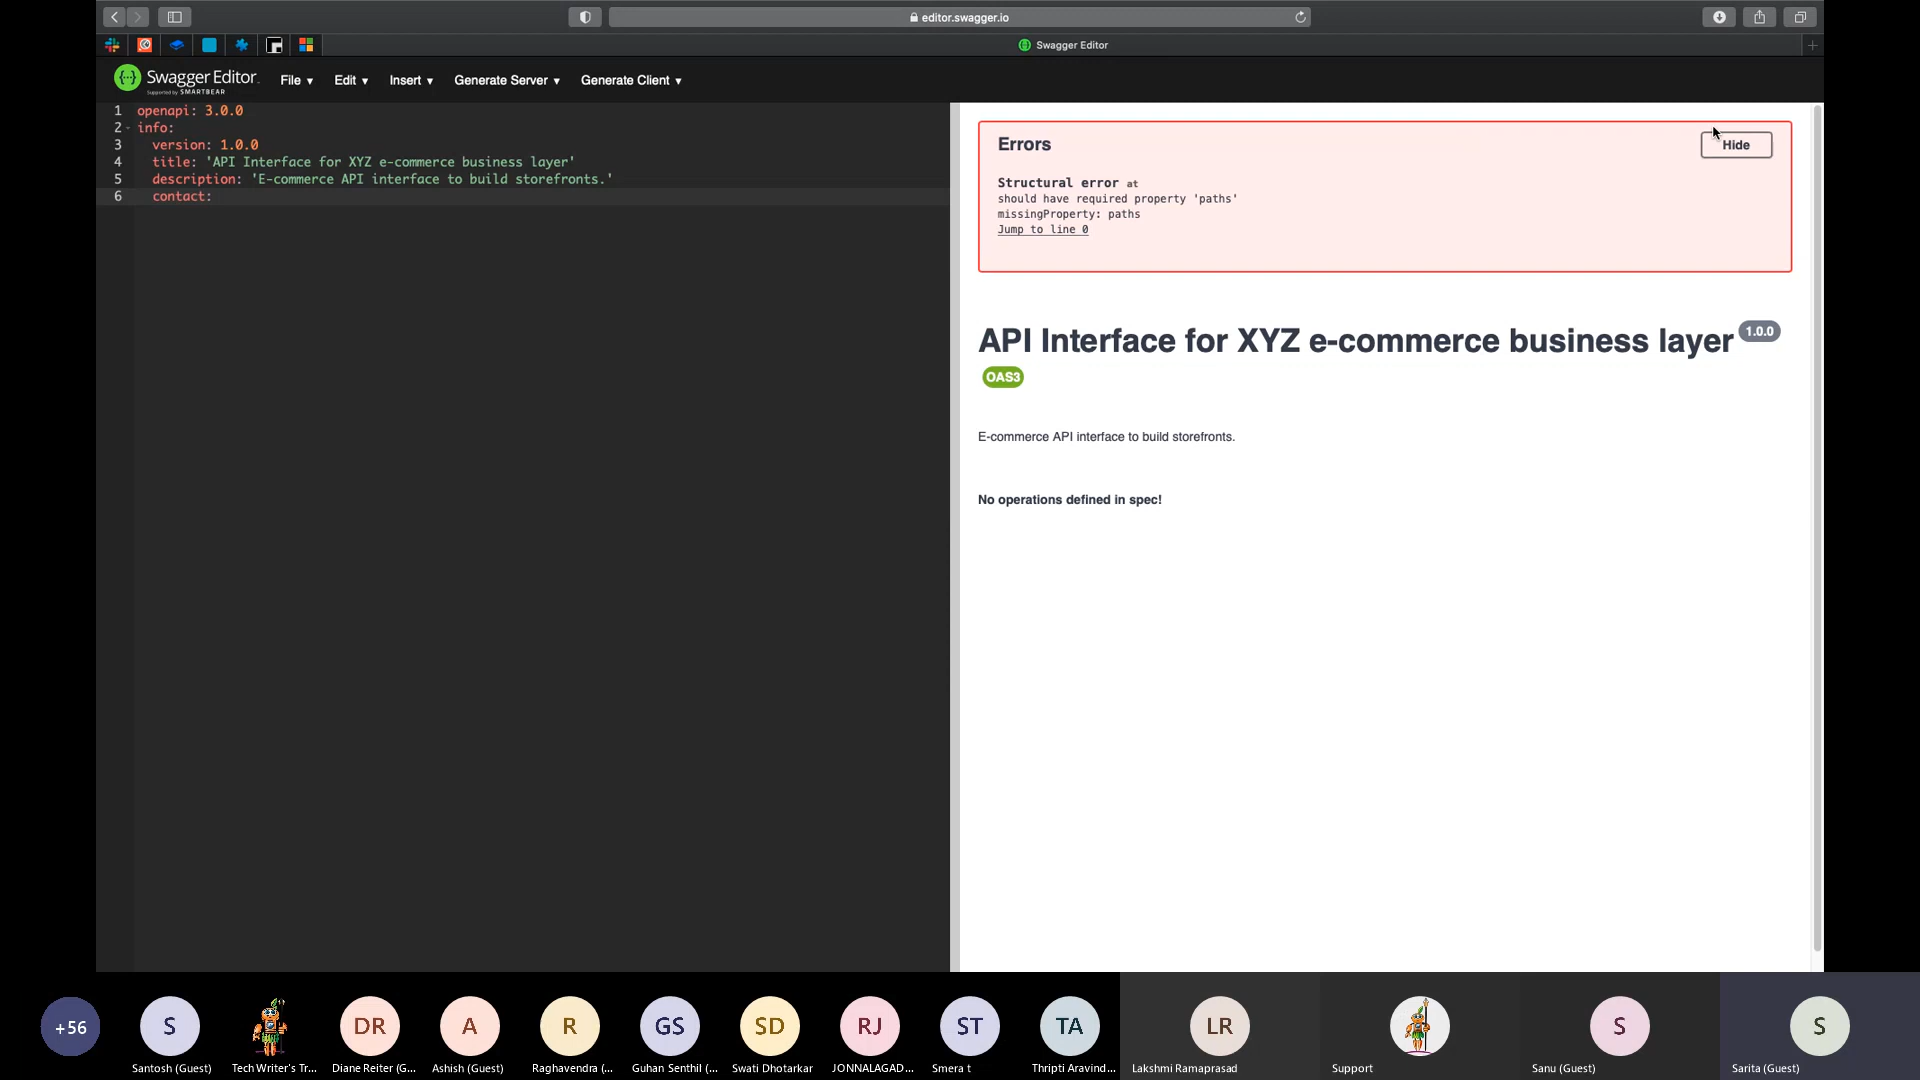 editor.swagger.io
Swagger Editor
Swagger Editor
Supported by SMARTBEAR
File
Edit
Insert
Generate Server
Generate Client
1 openapi: 3.0.0
2 info:
3 version: 1.0.0
4 title: 'API Interface for XYZ e-commerce business layer'
5 description: 'E-commerce API interface to build storefronts.'
6 contact:
Errors
Hide
Structural error at
should have required property 'paths'
missingProperty: paths
Jump to line 0
API Interface for XYZ e-commerce business layer 1.0.0
OAS3
E-commerce API interface to build storefronts.
No operations defined in spec!
+56
S
DR
A
R
GS
SD
RJ
ST
TA
LR
S
S
Santosh (Guest)
Tech Writer's Tr...
Diane Reiter (G...
Ashish (Guest)
Raghavendra (...
Guhan Senthil (...
Swati Dhotarkar
JONNALAGAD...
Smera t
Thripti Aravind...
Lakshmi Ramaprasad
Support
Sanu (Guest)
Sarita (Guest)